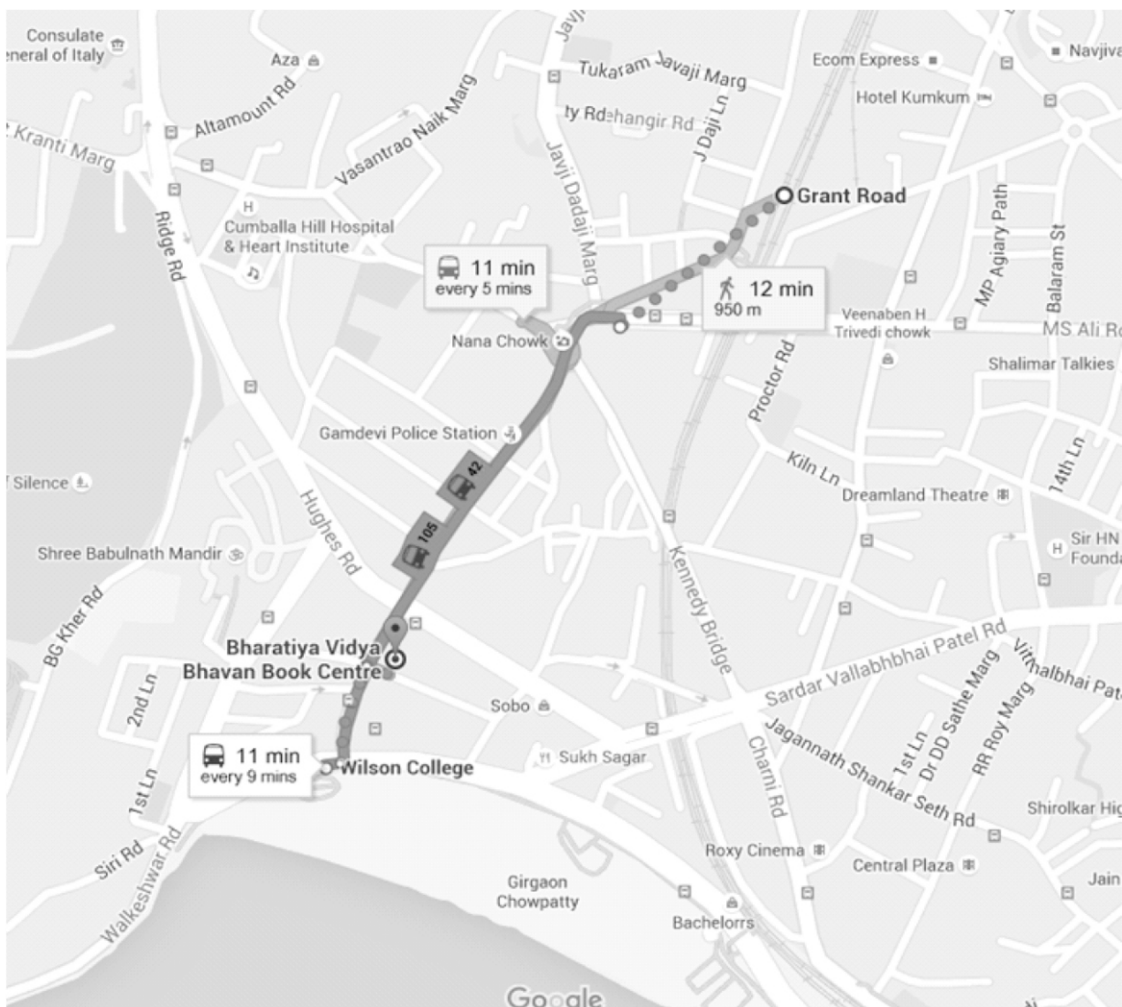 Consulate
eneral of Italy
Aza
Altamount Rd
Kranti Marg
Vasantrao Naik Marg
Javji
Tukaram Javaji Marg
ty Rd
ehangir Rd
J Daji Ln
Javji Dadaji Marg
Ecom Express
Navjiva
Hotel Kumkum
Grant Road
Ridge Rd
H
Cumballa Hill Hospital
& Heart Institute
11 min
every 5 mins
12 min
950 m
MP Agiary Path
Balaram St
Veenaben H
Trivedi chowk
MS Ali Ro
Nana Chowk
Shalimar Talkies
Proctor Rd
Gamdevi Police Station
42
105
Kiln Ln
14th Ln
Dreamland Theatre
f Silence
Hughes Rd
Shree Babulnath Mandir
H
Sir HN
Founda
Kennedy Bridge
BG Kher Rd
Bharatiya Vidya
Bhavan Book Centre
Sardar Vallabhbhai Patel Rd
2nd Ln
Sobo
1st Ln
Dr DD Sathe Marg
RR Roy Marg
Jagannath Shankar Seth Rd
11 min
every 9 mins
Wilson College
Sukh Sagar
Charni Rd
1st Ln
Siri Rd
Walkeshwar Rd
Shirolkar Hig
Roxy Cinema
Central Plaza
Girgaon
Chowpatty
Jain
Bachelorrs
Google